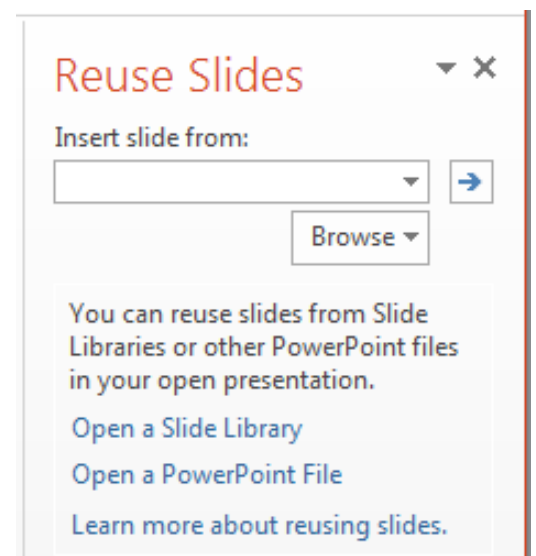 Reuse Slides
Insert slide from:
Browse
You can reuse slides from Slide
Libraries or other PowerPoint files
in your open presentation.
Open a Slide Library
Open a PowerPoint File
Learn more about reusing slides.